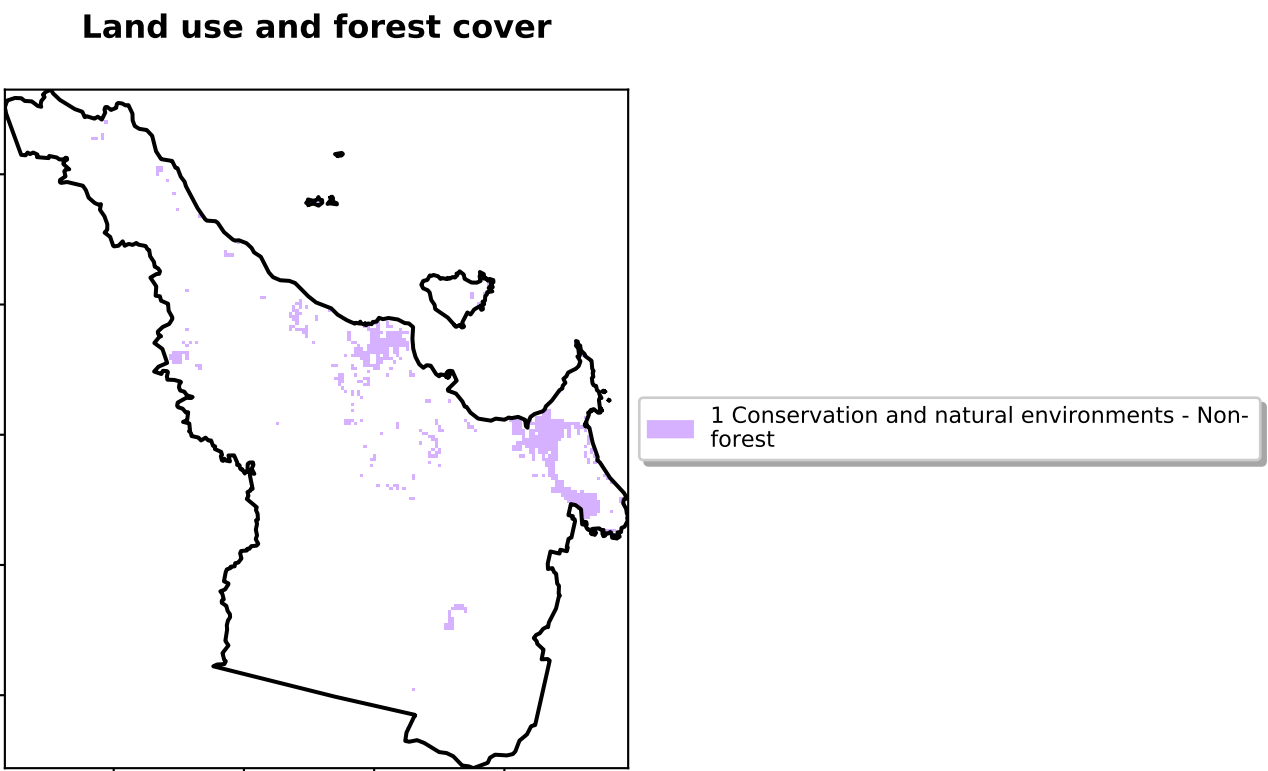 Land use and forest cover
1 Conservation and natural environments - Non-
forest